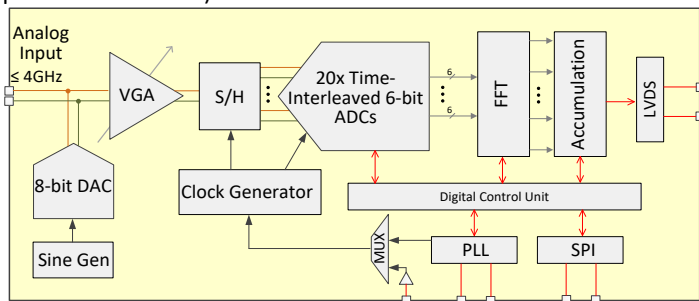 Analog
Input
≤ 4GHz
VGA
S/H
20x Time-
Interleaved 6-bit
ADCs
6
6
FFT
Accumulation
LVDS
8-bit DAC
Clock Generator
Digital Control Unit
Sine Gen
MUX
PLL
SPI